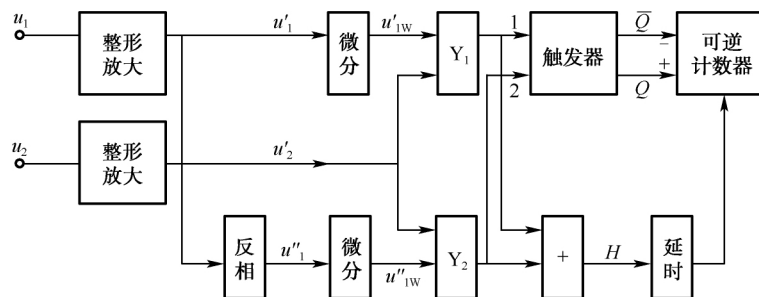 u₁
整形
放大
u'₁
微
分
u'₁W
Y₁
1
2
触发器
Q̅
−
+
Q
可逆
计数器
u₂
整形
放大
u'₂
反
相
u''₁
微
分
u''₁W
Y₂
+
H
延
时